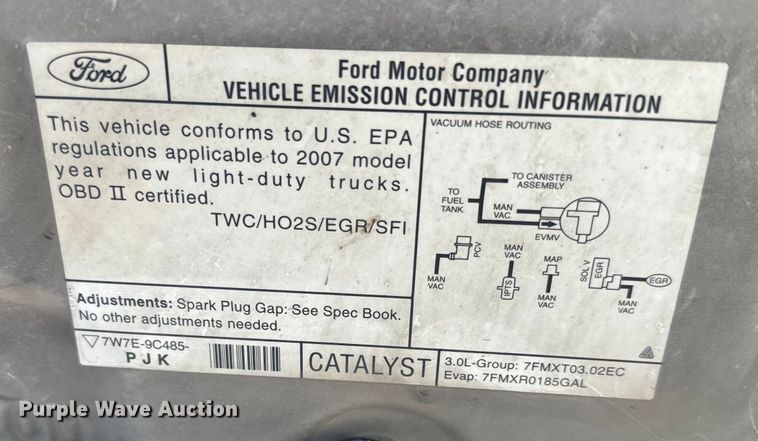 Ford
Ford Motor Company
VEHICLE EMISSION CONTROL INFORMATION
This vehicle conforms to U.S. EPA
regulations applicable to 2007 model
year new light-duty trucks.
OBD II certified.
TWC/HO2S/EGR/SFI
Adjustments: Spark Plug Gap: See Spec Book.
No other adjustments needed.
VACUUM HOSE ROUTING
TO CANISTER
ASSEMBLY
TO
FUEL
TANK
MAN
VAC
EVMV
PCV
MAN
VAC
MAN
VAC
IPTS
MAP
MAN
VAC
SOL V
EGR
MAN
VAC
EGR
7W7E-9C485-
PJK
CATALYST
3.0L-Group: 7FMXT03.02EC
Evap: 7FMXR0185GAL
Purple Wave Auction